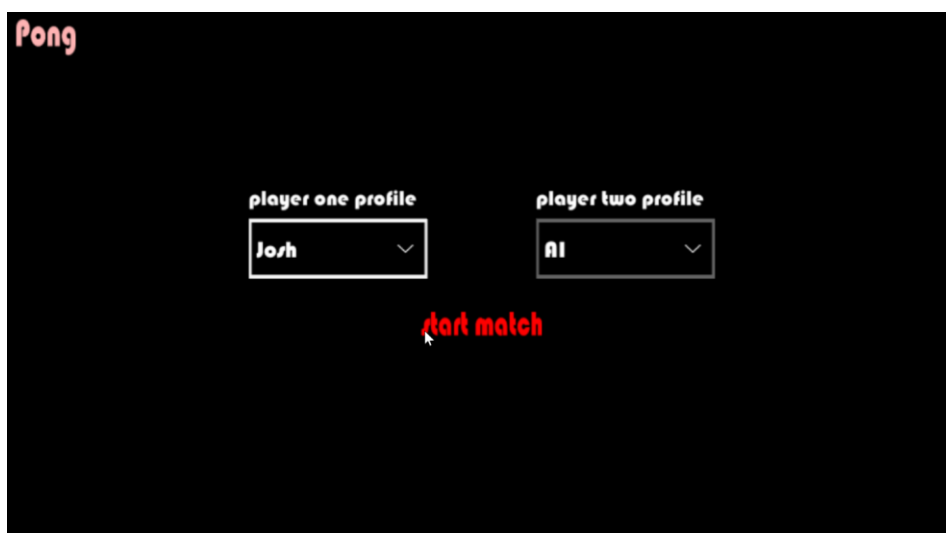 Pong
player one profile
player two profile
Josh
AI
start match